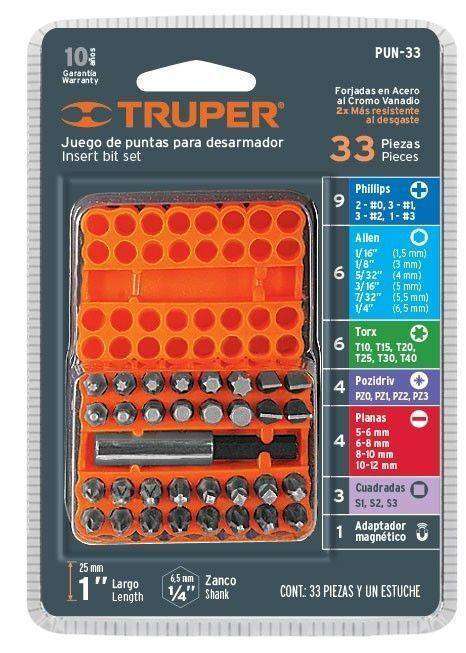 10 años
Garantía
Warranty
PUN-33
TRUPER®
Juego de puntas para desarmador
Insert bit set
Forjadas en Acero
al Cromo Vanadio
2x Más resistente
al desgaste
33 Piezas
Pieces
9 Phillips
2 - #0, 3 - #1,
3 - #2, 1 - #3
6 Allen
1/16" (1,5 mm)
1/8" (3 mm)
5/32" (4 mm)
3/16" (5 mm)
7/32" (5,5 mm)
1/4" (6,5 mm)
6 Torx
T10, T15, T20,
T25, T30, T40
4 Pozidriv
PZ0, PZ1, PZ2, PZ3
4 Planas
5-6 mm
6-8 mm
8-10 mm
10-12 mm
3 Cuadradas
S1, S2, S3
1 Adaptador
magnético
25 mm
1" Largo
Length
6,5 mm
1/4" Zanco
Shank
CONT.: 33 PIEZAS Y UN ESTUCHE